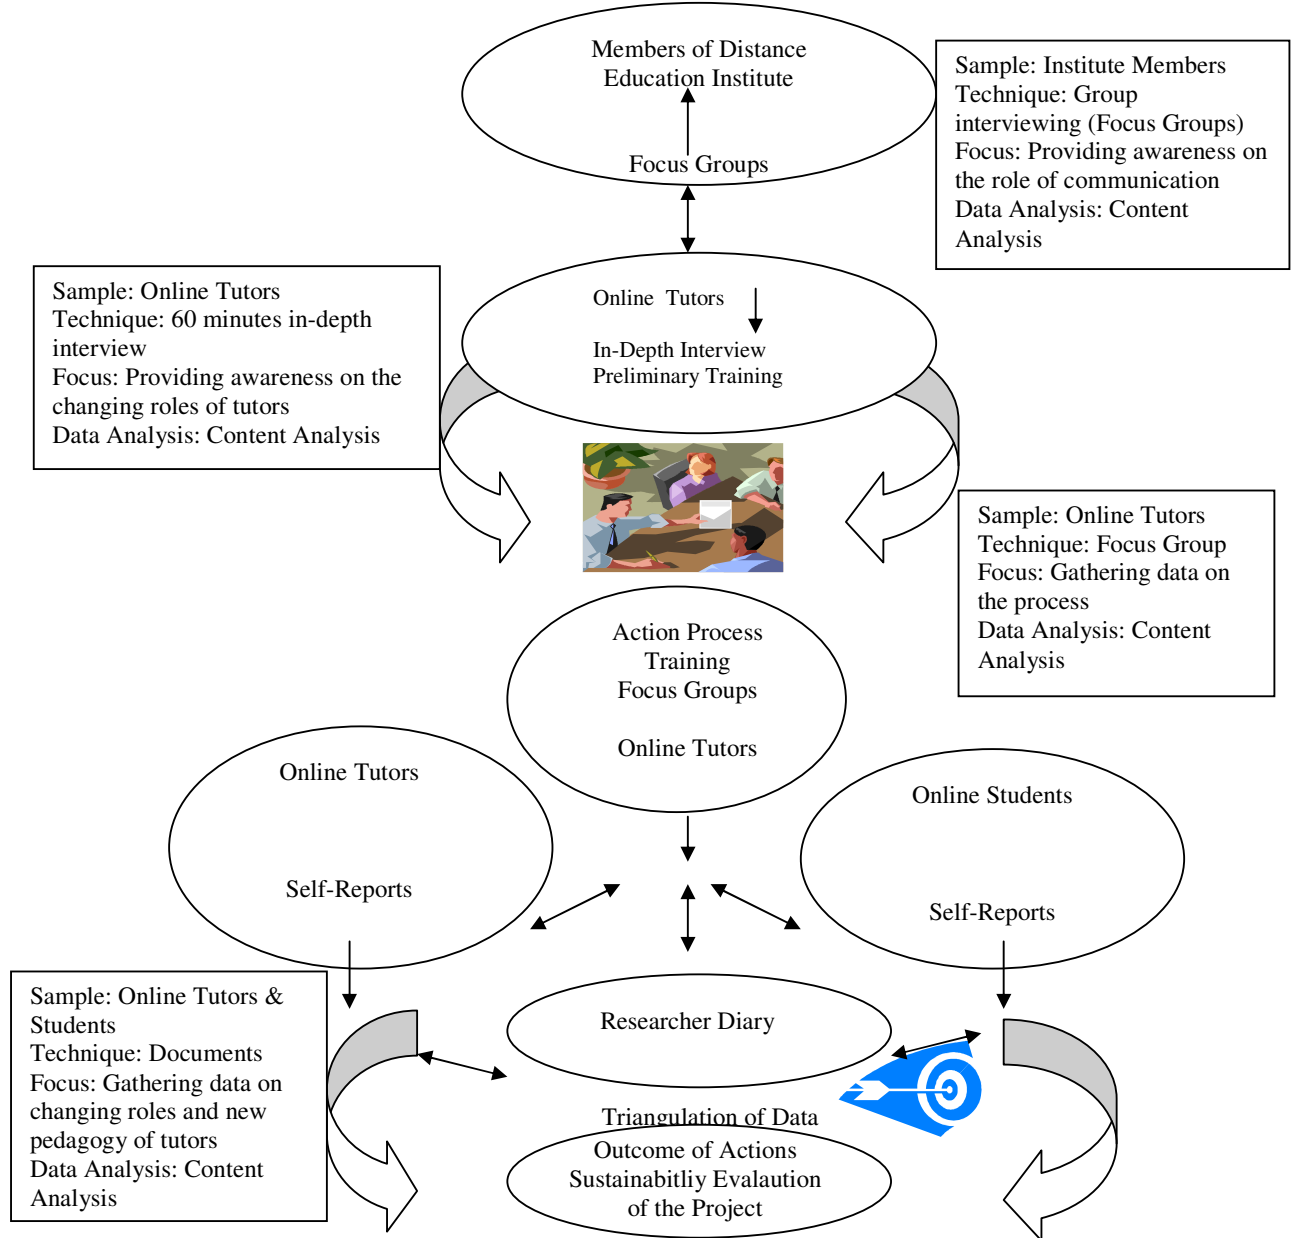 Members of Distance
Education Institute
Focus Groups
Sample: Institute Members
Technique: Group
interviewing (Focus Groups)
Focus: Providing awareness on
the role of communication
Data Analysis: Content
Analysis
Sample: Online Tutors
Technique: 60 minutes in-depth
interview
Focus: Providing awareness on the
changing roles of tutors
Data Analysis: Content Analysis
Online Tutors
In-Depth Interview
Preliminary Training
Sample: Online Tutors
Technique: Focus Group
Focus: Gathering data on
the process
Data Analysis: Content
Analysis
Action Process
Training
Focus Groups
Online Tutors
Online Tutors
Self-Reports
Online Students
Self-Reports
Sample: Online Tutors &
Students
Technique: Documents
Focus: Gathering data on
changing roles and new
pedagogy of tutors
Data Analysis: Content
Analysis
Researcher Diary
Triangulation of Data
Outcome of Actions
Sustainabitliy Evalaution
of the Project